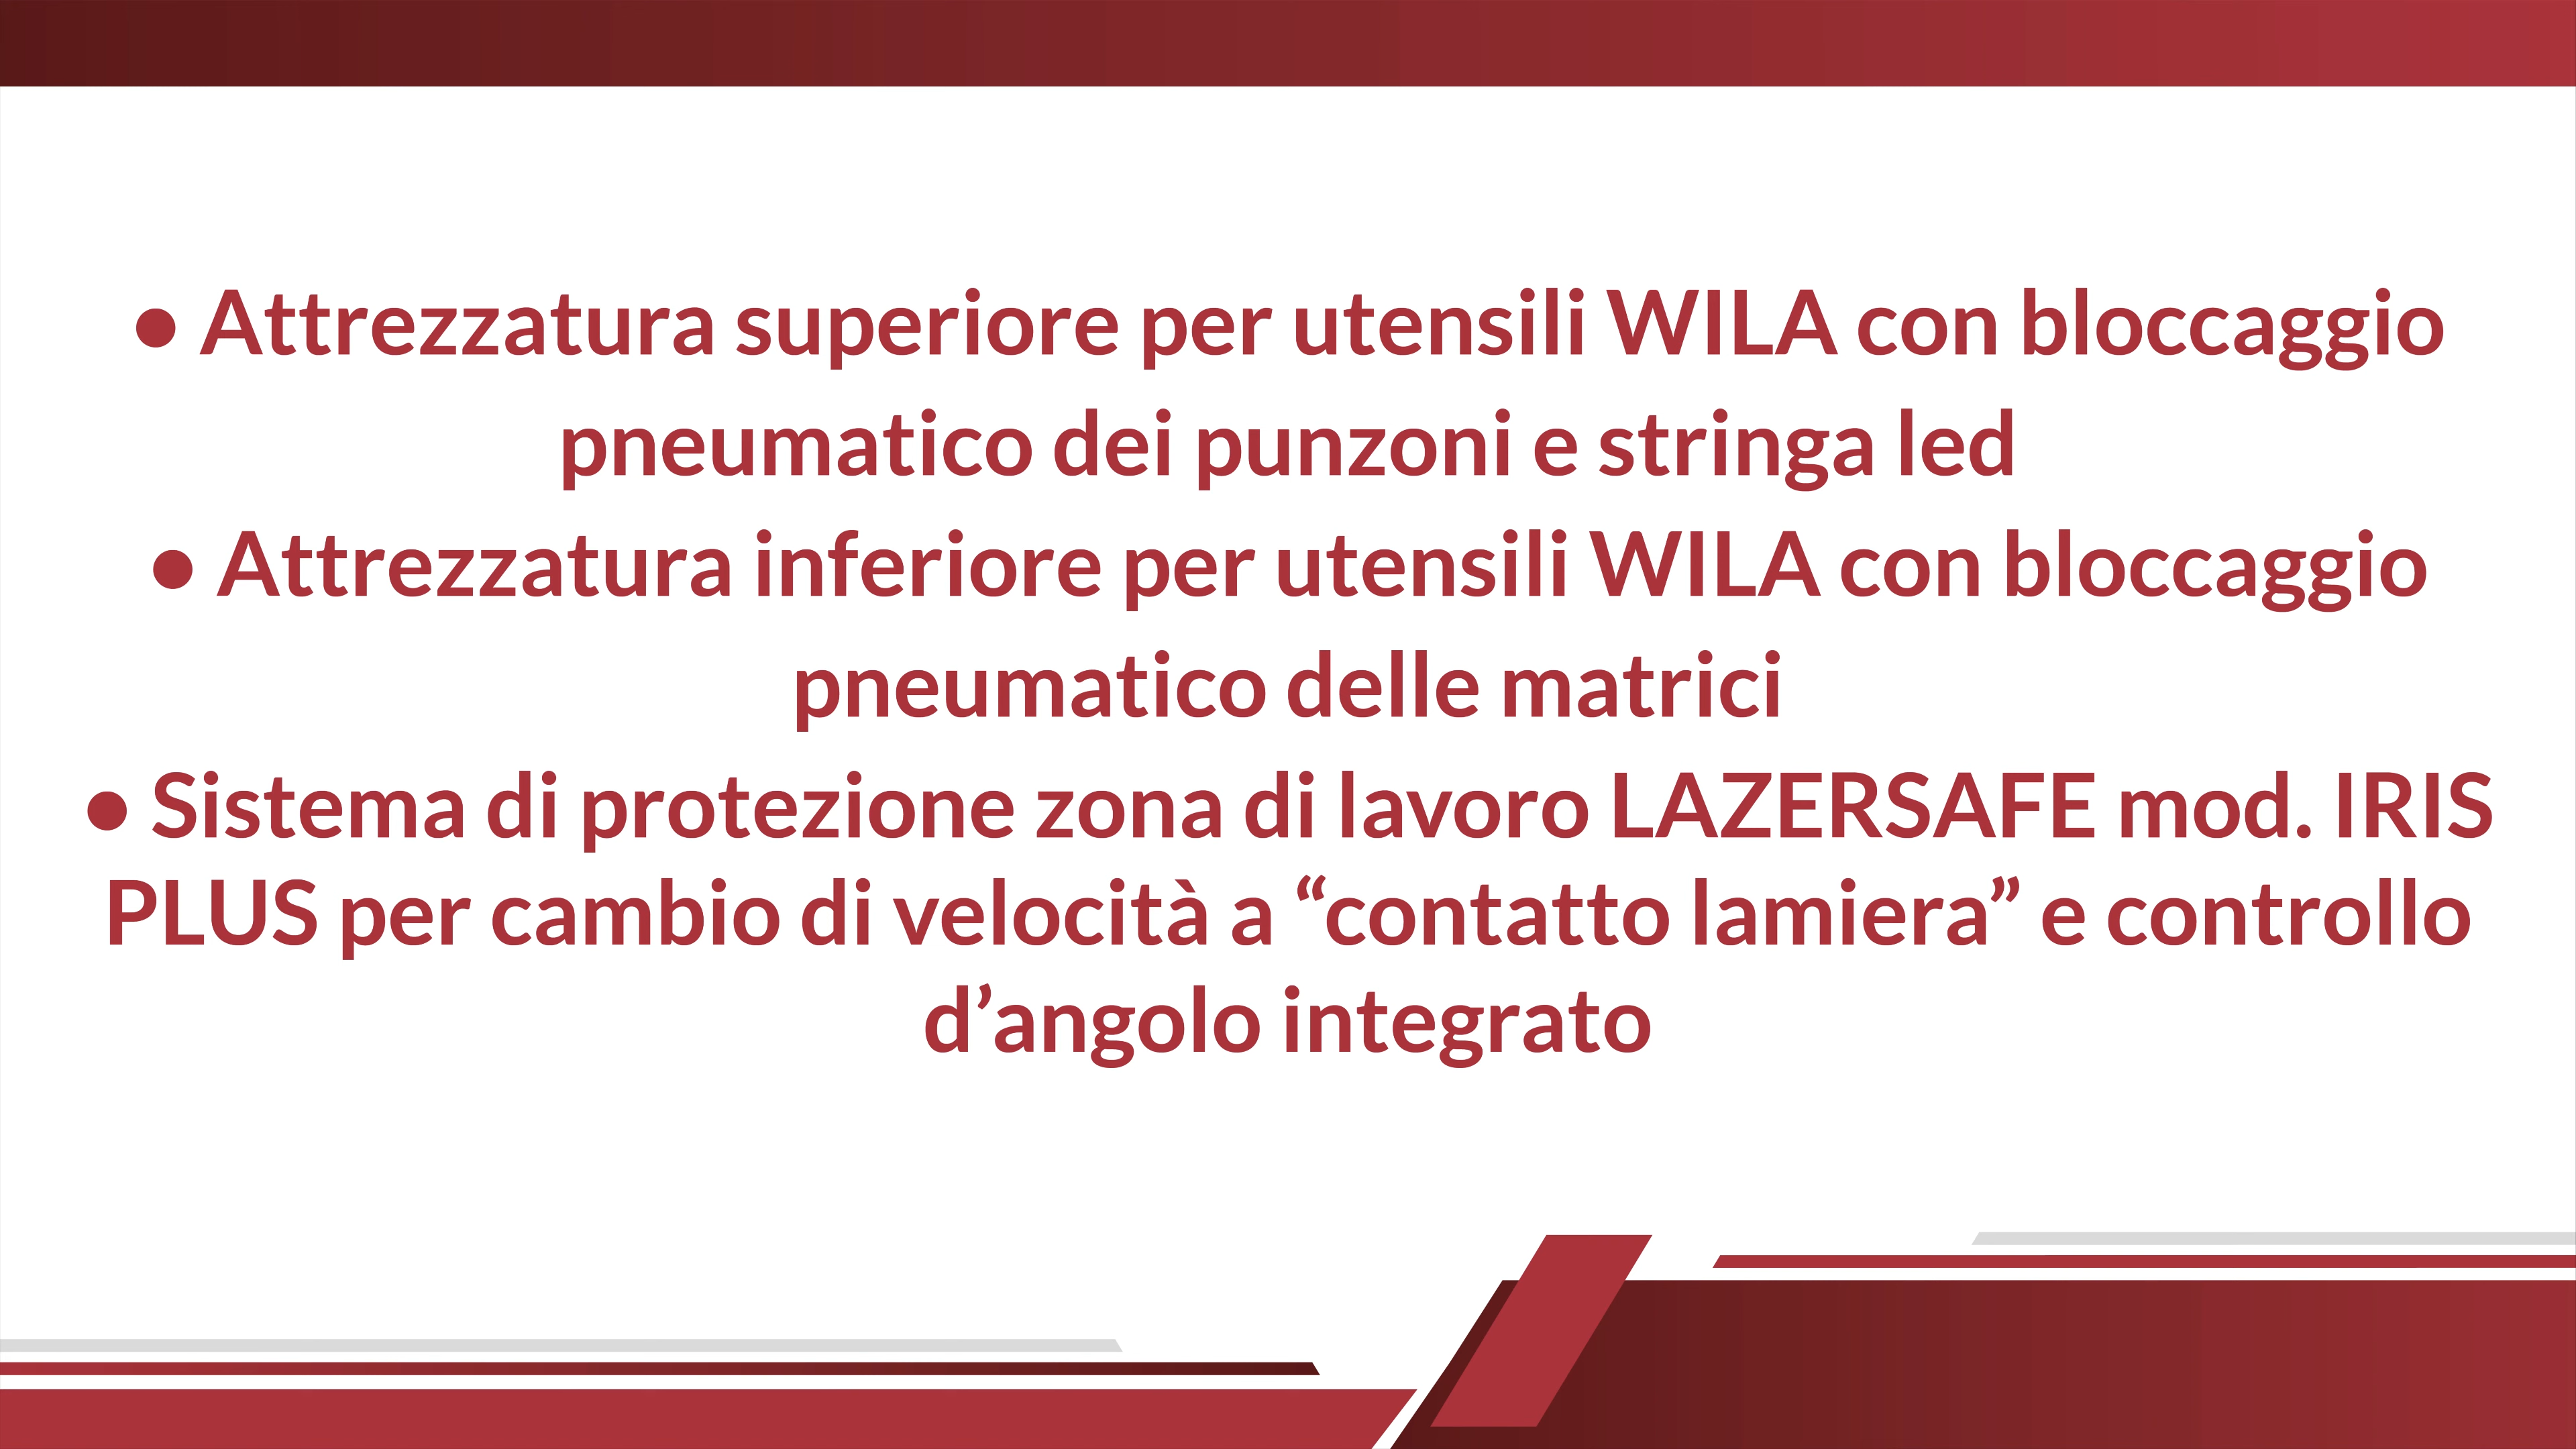 ● Attrezzatura superiore per utensili WILA con bloccaggio
pneumatico dei punzoni e stringa led
● Attrezzatura inferiore per utensili WILA con bloccaggio
pneumatico delle matrici
● Sistema di protezione zona di lavoro LAZERSAFE mod. IRIS
PLUS per cambio di velocità a “contatto lamiera” e controllo
d’angolo integrato